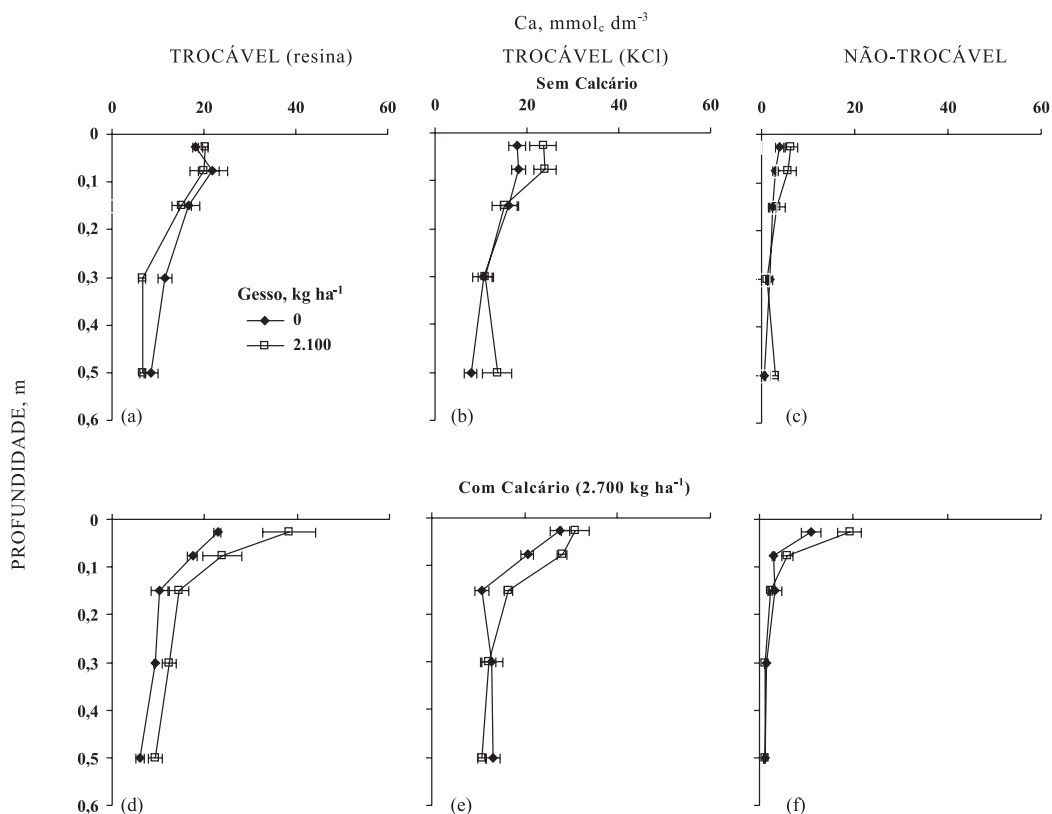 Ca, mmolc dm-3
TROCÁVEL (resina) TROCÁVEL (KCl) NÃO-TROCÁVEL
Sem Calcário
0 20 40 60 0 20 40 60 0 20 40 60
0
0,1
0,2
0,3
0,4
0,5
0,6
Gesso, kg ha-1
0
2.100
(a) (b) (c)
PROFUNDIDADE, m
Com Calcário (2.700 kg ha-1)
0
0,1
0,2
0,3
0,4
0,5
0,6
(d) (e) (f)